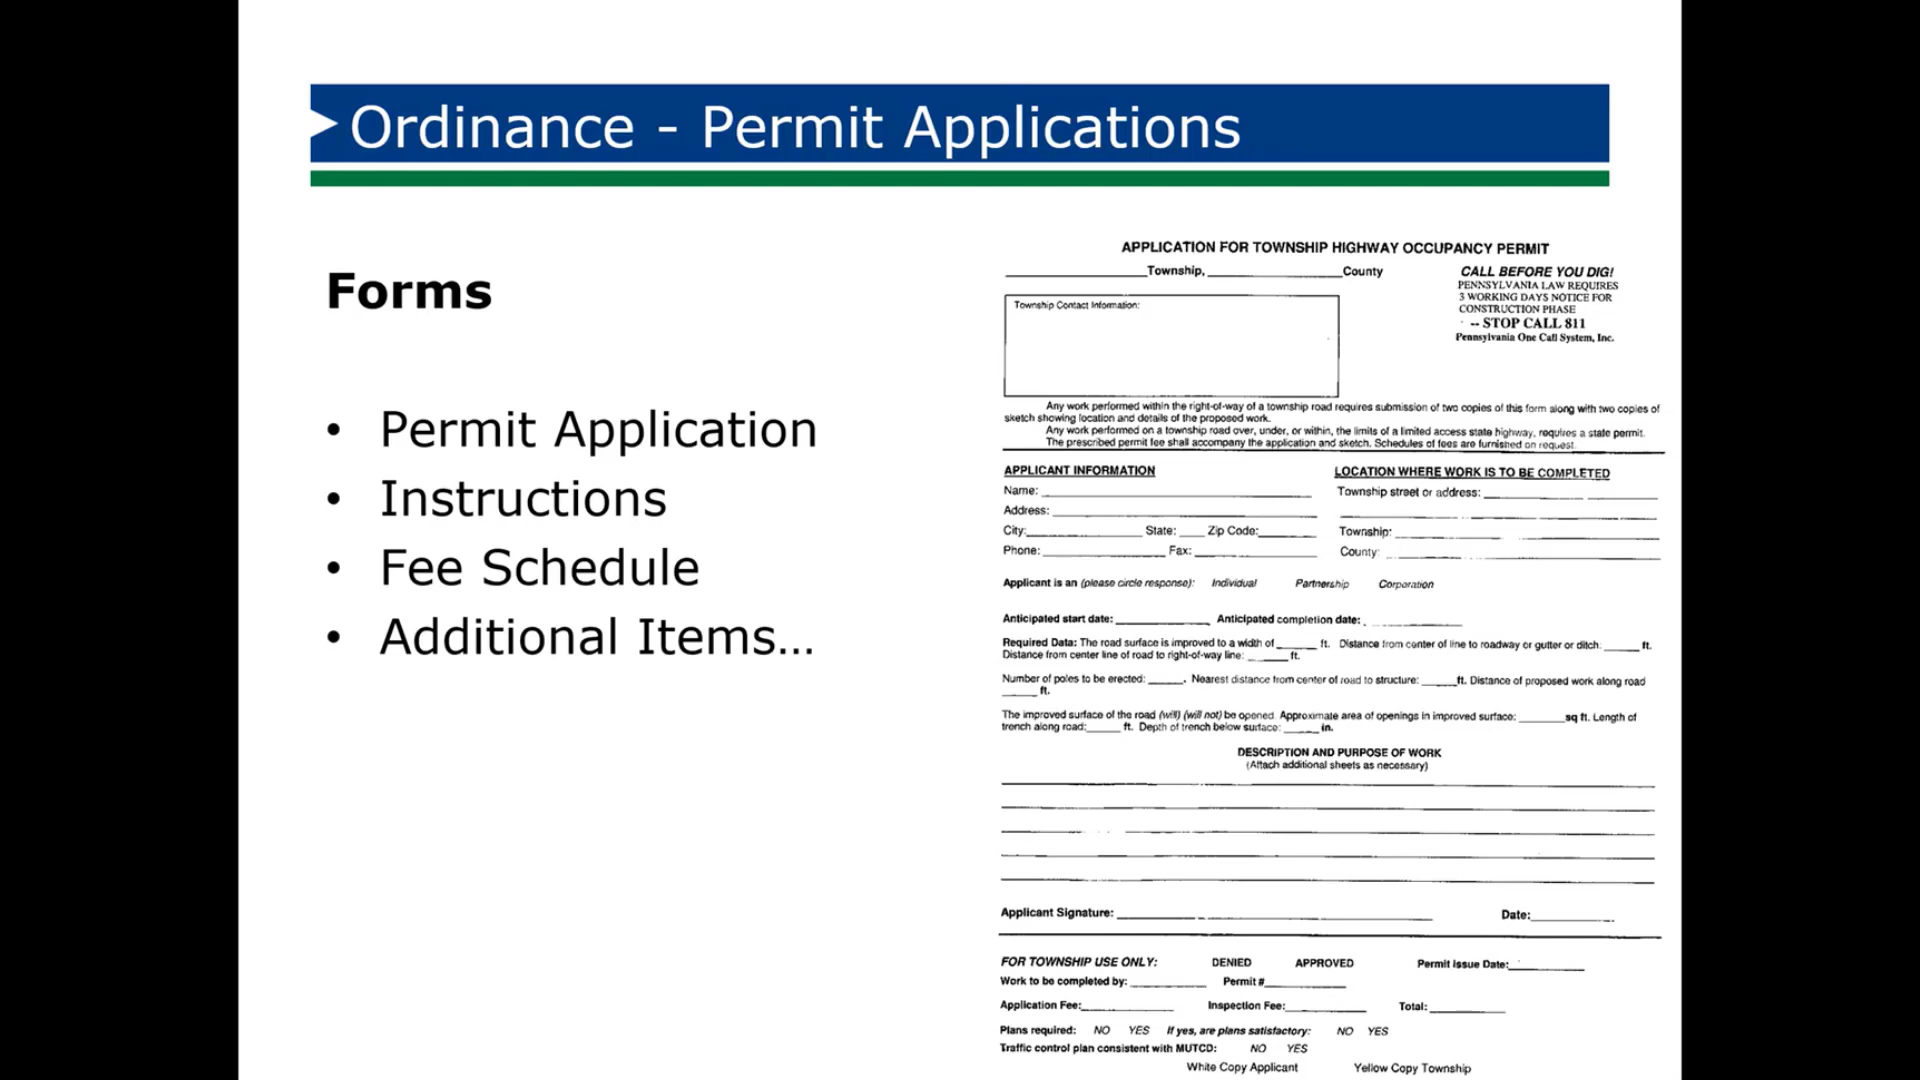 Ordinance - Permit Applications
Forms
• Permit Application
• Instructions
• Fee Schedule
• Additional Items...
APPLICATION FOR TOWNSHIP HIGHWAY OCCUPANCY PERMIT
Township, County
CALL BEFORE YOU DIG!
PENNSYLVANIA LAW REQUIRES
3 WORKING DAYS NOTICE FOR
CONSTRUCTION PHASE
-- STOP CALL 811
Pennsylvania One Call System, Inc.
Township Contact Information:
Any work performed within the right-of-way of a township road requires submission of two copies of this form along with two copies of
sketch showing location and details of the proposed work.
Any work performed on a township road over, under, or within, the limits of a limited access state highway, requires a state permit.
The prescribed permit fee shall accompany the application and sketch. Schedules of fees are furnished on request.
APPLICANT INFORMATION
Name:
Address:
City: State: Zip Code:
Phone: Fax:
LOCATION WHERE WORK IS TO BE COMPLETED
Township street or address:
Township:
County:
Applicant is an (please circle response): Individual Partnership Corporation
Anticipated start date: Anticipated completion date:
Required Data: The road surface is improved to a width of ft. Distance from center of line to roadway or gutter or ditch: ft.
Distance from center line of road to right-of-way line: ft.
Number of poles to be erected: . Nearest distance from center of road to structure: ft. Distance of proposed work along road
ft.
The improved surface of the road (will) (will not) be opened. Approximate area of openings in improved surface: sq ft. Length of
trench along road: ft. Depth of trench below surface: in.
DESCRIPTION AND PURPOSE OF WORK
(Attach additional sheets as necessary)
Applicant Signature: Date:
FOR TOWNSHIP USE ONLY: DENIED APPROVED Permit Issue Date:
Work to be completed by: Permit #
Application Fee: Inspection Fee: Total:
Plans required: NO YES If yes, are plans satisfactory: NO YES
Traffic control plan consistent with MUTCD: NO YES
White Copy Applicant Yellow Copy Township